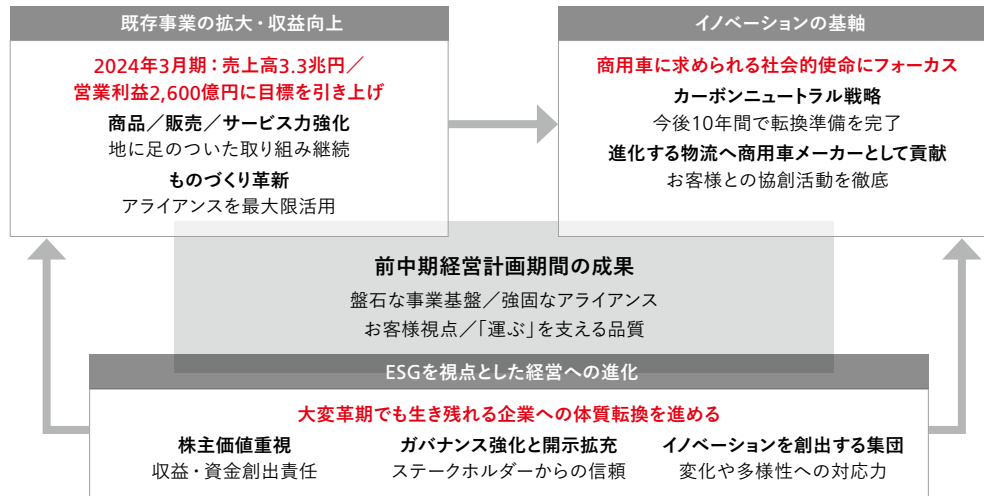 既存事業の拡大・収益向上
2024年3月期：売上高3.3兆円／
営業利益2,600億円に目標を引き上げ
商品／販売／サービス力強化
地に足のついた取り組み継続
ものづくり革新
アライアンスを最大限活用
イノベーションの基軸
商用車に求められる社会的使命にフォーカス
カーボンニュートラル戦略
今後10年間で転換準備を完了
進化する物流へ商用車メーカーとして貢献
お客様との協創活動を徹底
前中期経営計画期間の成果
盤石な事業基盤／強固なアライアンス
お客様視点／「運ぶ」を支える品質
ESGを視点とした経営への進化
大変革期でも生き残れる企業への体質転換を進める
株主価値重視
収益・資金創出責任
ガバナンス強化と開示拡充
ステークホルダーからの信頼
イノベーションを創出する集団
変化や多様性への対応力